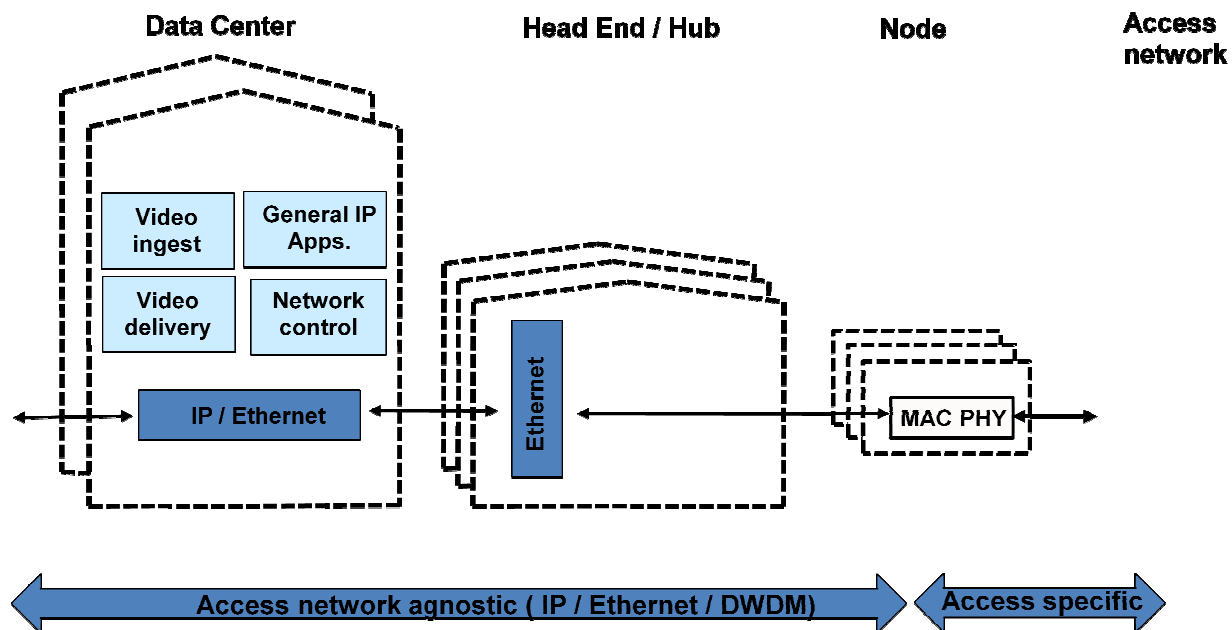 Data Center
Head End / Hub
Node
Access
network
Video
ingest
General IP
Apps.
Video
delivery
Network
control
IP / Ethernet
Ethernet
MAC PHY
Access network agnostic ( IP / Ethernet / DWDM)
Access specific